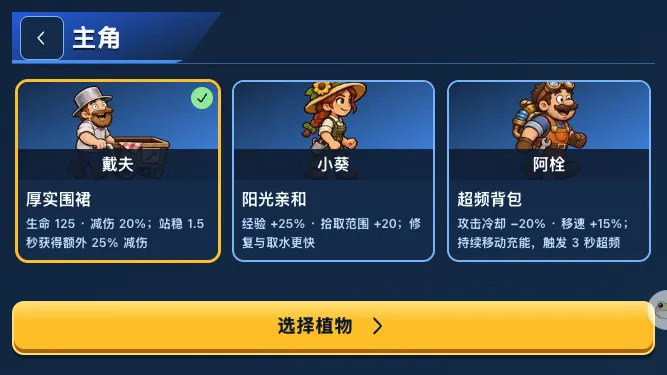 主角
戴夫
小葵
阿栓
厚实围裙
生命 125 · 减伤 20%；站稳 1.5
秒获得额外 25% 减伤
阳光亲和
经验 +25% · 拾取范围 +20；修
复与取水更快
超频背包
攻击冷却 −20% · 移速 +15%；
持续移动充能，触发 3 秒超频
选择植物